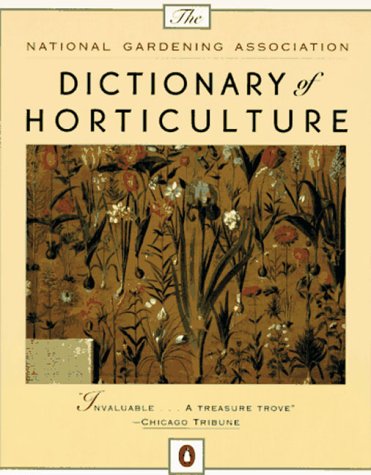 The
NATIONAL GARDENING ASSOCIATION
DICTIONARY of
HORTICULTURE
"INVALUABLE . . . A TREASURE TROVE"
—CHICAGO TRIBUNE